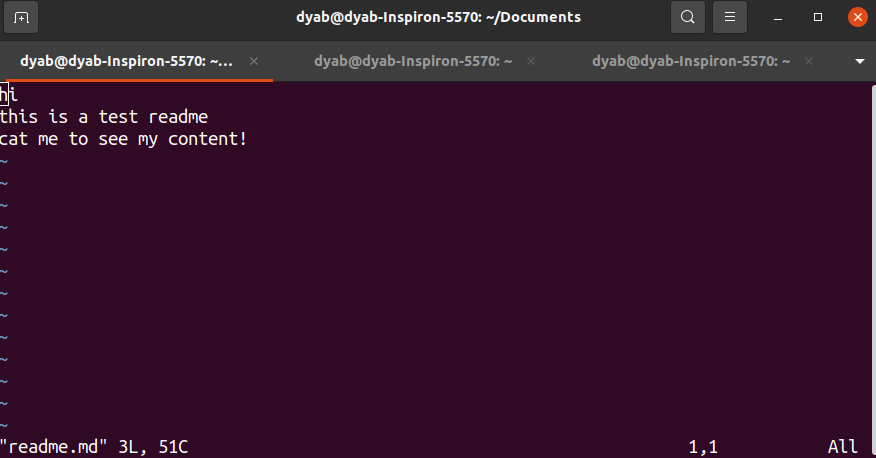 dyab@dyab-Inspiron-5570: ~/Documents
dyab@dyab-Inspiron-5570: ~... × dyab@dyab-Inspiron-5570: ~ × dyab@dyab-Inspiron-5570: ~ ×
hi
this is a test readme
cat me to see my content!
~
~
~
~
~
~
~
~
~
~
~
~
~
"readme.md" 3L, 51C 1,1 All